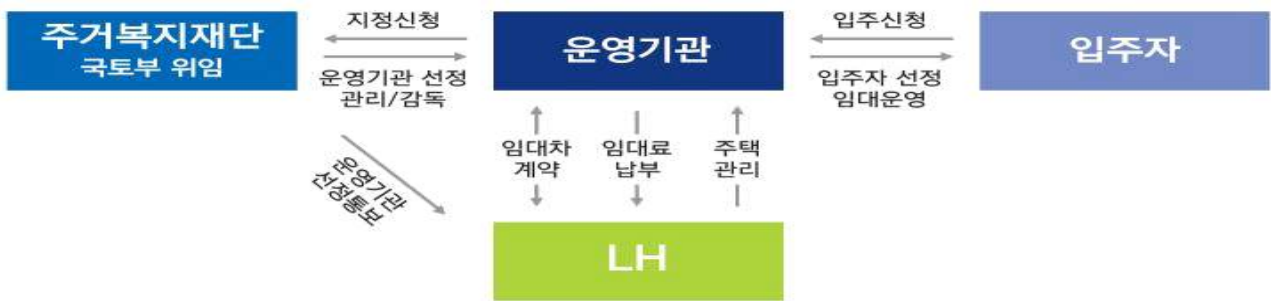 지정신청
입주신청
주거복지재단
국토부 위임
운영기관
입주자
운영기관 선정
관리/감독
입주자 선정
임대운영
임대차
계약
임대료
납부
주택
관리
운영기관
선정통보
LH